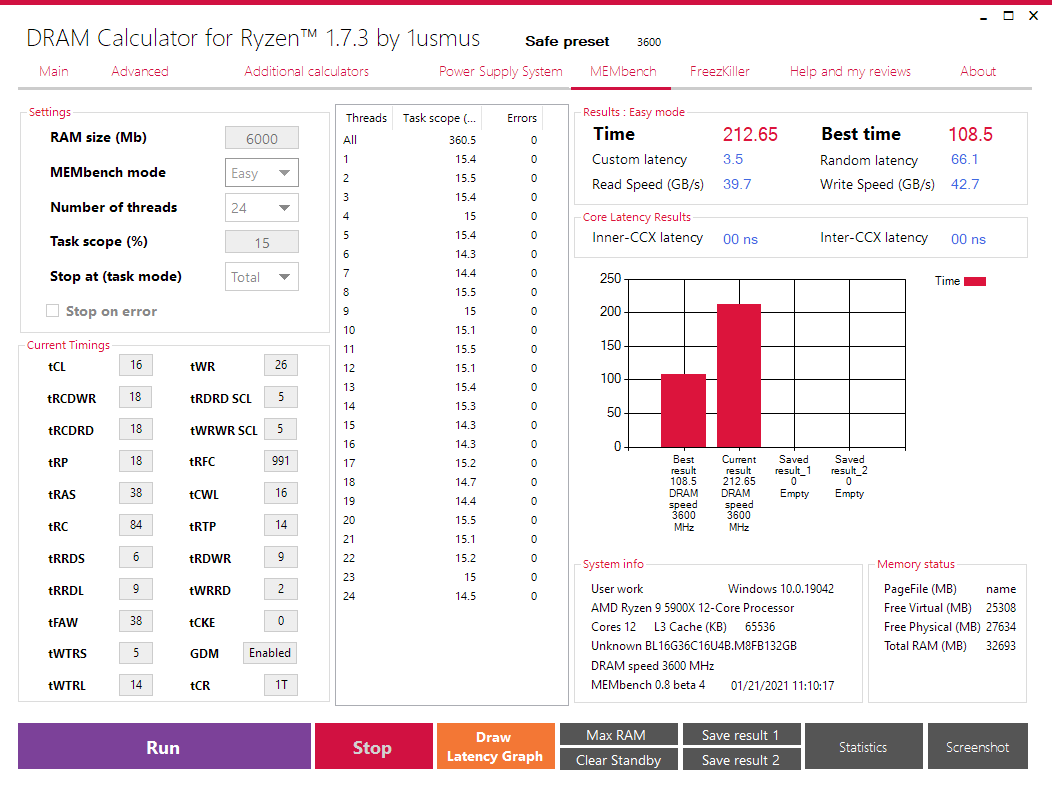 DRAM Calculator for Ryzen™ 1.7.3 by 1usmus Safe preset 3600
Main Advanced Additional calculators Power Supply System MEMbench FreezKiller Help and my reviews About
Settings
RAM size (Mb) 6000
MEMbench mode Easy
Number of threads 24
Task scope (%) 15
Stop at (task mode) Total
Stop on error
Current Timings
tCL 16 tWR 26
tRCDWR 18 tRDRD SCL 5
tRCDRD 18 tWRWR SCL 5
tRP 18 tRFC 991
tRAS 38 tCWL 16
tRC 84 tRTP 14
tRRDS 6 tRDWR 9
tRRDL 9 tWRRD 2
tFAW 38 tCKE 0
tWTRS 5 GDM Enabled
tWTRL 14 tCR 1T
Threads Task scope (... Errors
All 360.5 0
1 15.4 0
2 15.5 0
3 15.4 0
4 15 0
5 15.4 0
6 14.3 0
7 14.4 0
8 15.5 0
9 15 0
10 15.1 0
11 15.5 0
12 15.1 0
13 15.4 0
14 15.3 0
15 14.3 0
16 14.3 0
17 15.2 0
18 14.7 0
19 14.4 0
20 15.5 0
21 15.1 0
22 15.2 0
23 15 0
24 14.5 0
Results : Easy mode
Time 212.65 Best time 108.5
Custom latency 3.5 Random latency 66.1
Read Speed (GB/s) 39.7 Write Speed (GB/s) 42.7
Core Latency Results
Inner-CCX latency 00 ns Inter-CCX latency 00 ns
Time
250
200
150
100
50
0
Best result 108.5 DRAM speed 3600 MHz
Current result 212.65 DRAM speed 3600 MHz
Saved result_1 0 Empty
Saved result_2 0 Empty
System info
User work Windows 10.0.19042
AMD Ryzen 9 5900X 12-Core Processor
Cores 12 L3 Cache (KB) 65536
Unknown BL16G36C16U4B.M8FB132GB
DRAM speed 3600 MHz
MEMbench 0.8 beta 4 01/21/2021 11:10:17
Memory status
PageFile (MB) name
Free Virtual (MB) 25308
Free Physical (MB) 27634
Total RAM (MB) 32693
Run
Stop
Draw
Latency Graph
Max RAM
Clear Standby
Save result 1
Save result 2
Statistics
Screenshot